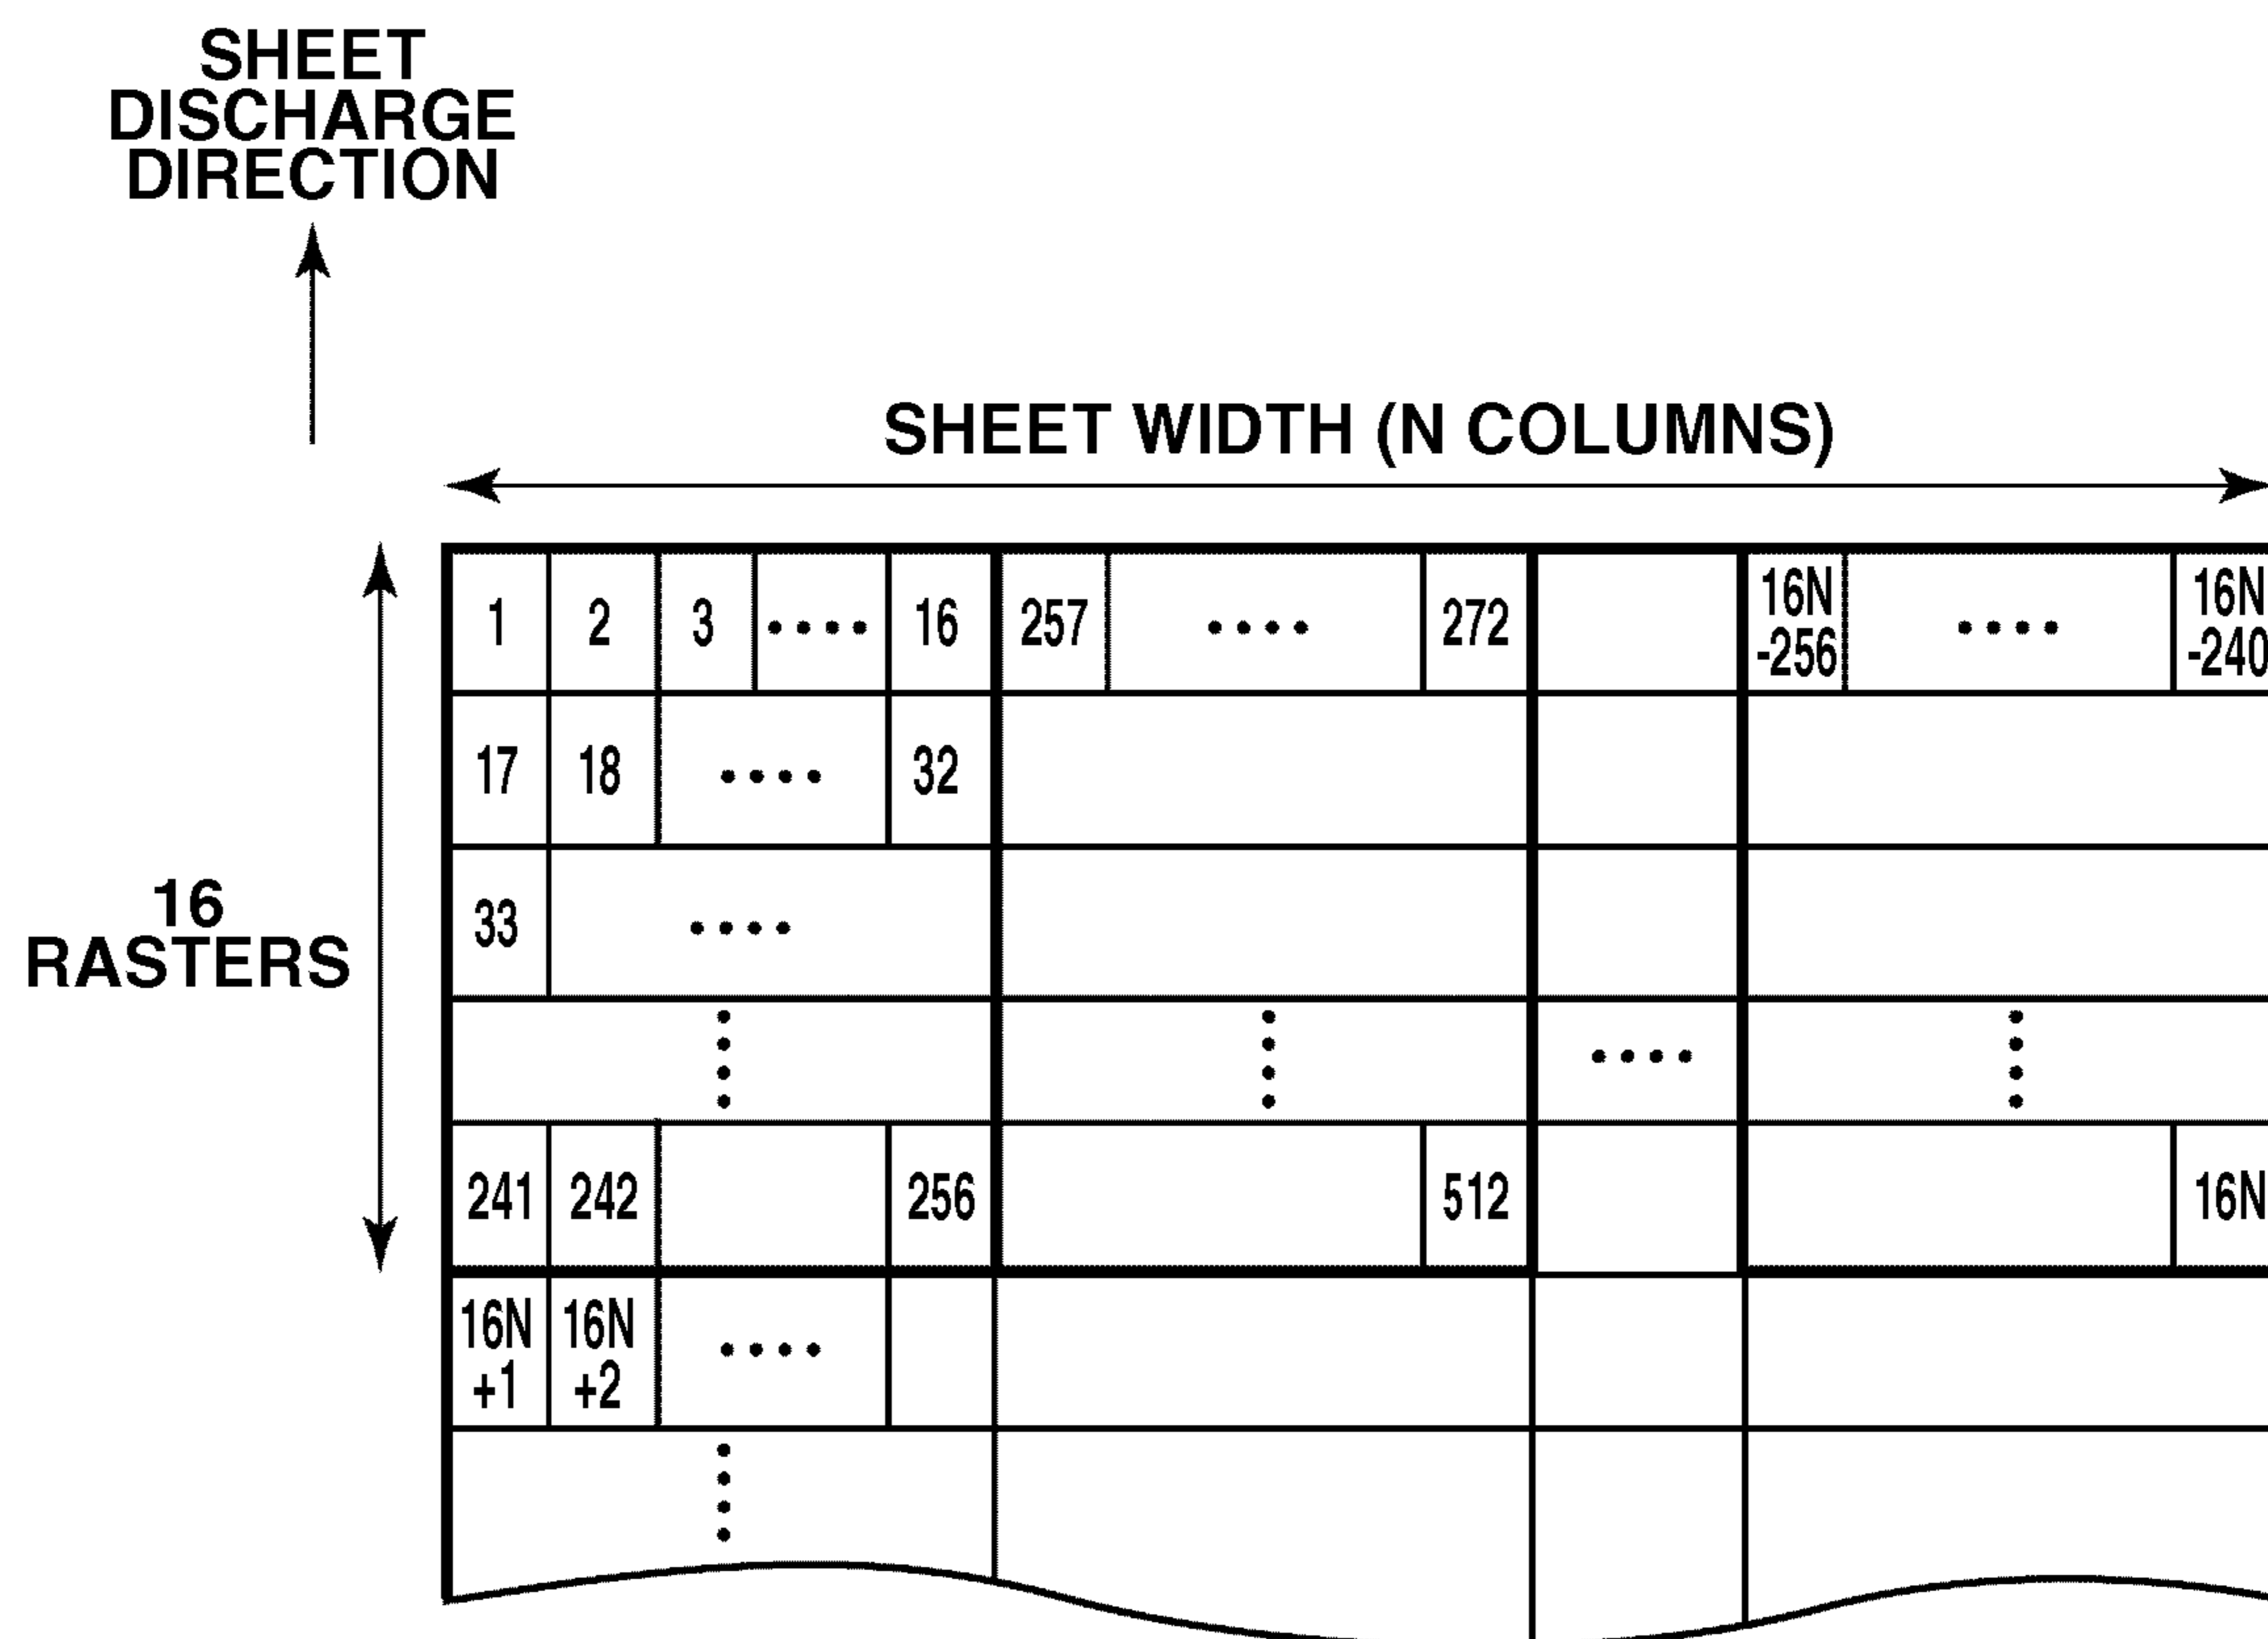 SHEET
DISCHARGE
DIRECTION
SHEET WIDTH (N COLUMNS)
16
RASTERS
1 2 3 •••• 16 257 •••• 272 16N -256 •••• 16N -240
17 18 •••• 32
33 ••••
••••
241 242 256 512 16N
16N +1 16N +2 ••••